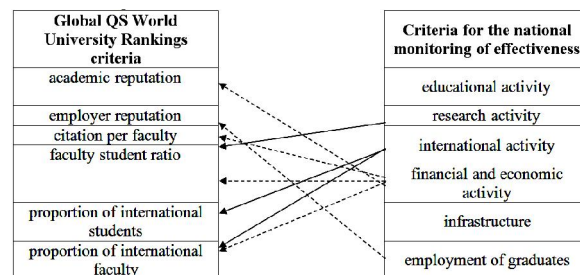 Global QS World
University Rankings
criteria
academic reputation
employer reputation
citation per faculty
faculty student ratio
proportion of international
students
proportion of international
faculty
Criteria for the national
monitoring of effectiveness
educational activity
research activity
international activity
financial and economic
activity
infrastructure
employment of graduates